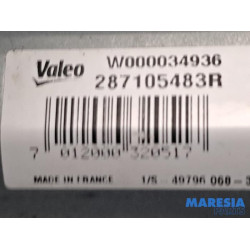 Valeo
W000034936
287105483R
7 012000 320517
MADE IN FRANCE
1/5- 49796 068-3
MARESIA